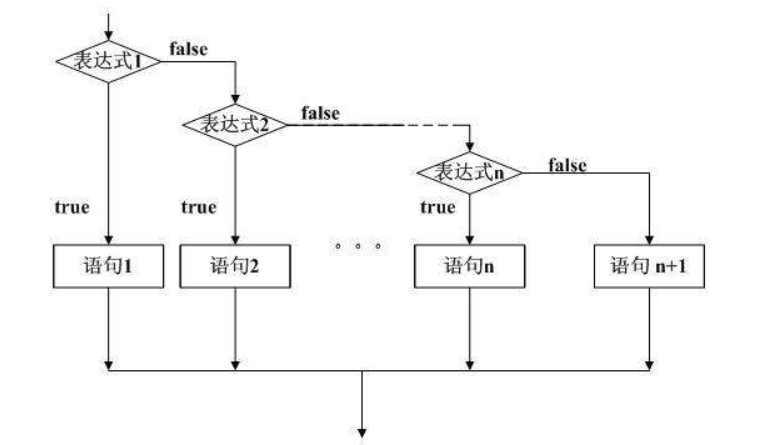 表达式1
false
表达式2
false
表达式n
false
true
true
true
语句1
语句2
。。。
语句n
语句 n+1